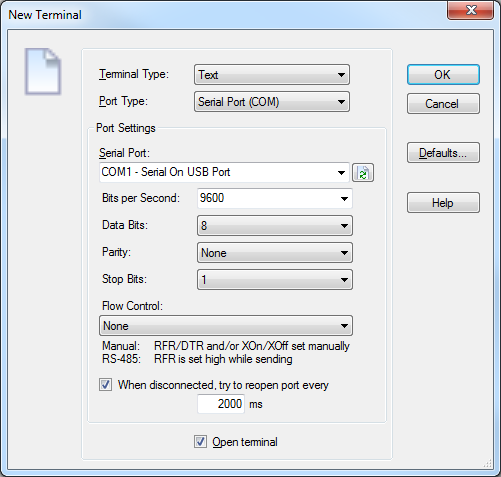 New Terminal
Terminal Type: Text
Port Type: Serial Port (COM)
OK
Cancel
Defaults...
Help
Port Settings
Serial Port:
COM1 - Serial On USB Port
Bits per Second: 9600
Data Bits: 8
Parity: None
Stop Bits: 1
Flow Control:
None
Manual: RFR/DTR and/or XOn/XOff set manually
RS-485: RFR is set high while sending
When disconnected, try to reopen port every
2000 ms
Open terminal